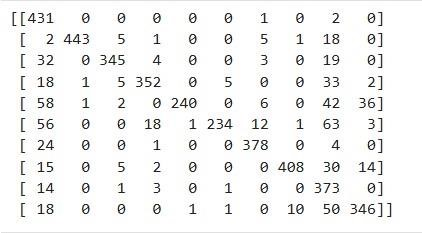 [[431 0 0 0 0 0 1 0 2 0]
[ 2 443 5 1 0 0 5 1 18 0]
[ 32 0 345 4 0 0 3 0 19 0]
[ 18 1 5 352 0 5 0 0 33 2]
[ 58 1 2 0 240 0 6 0 42 36]
[ 56 0 0 18 1 234 12 1 63 3]
[ 24 0 0 1 0 0 378 0 4 0]
[ 15 0 5 2 0 0 0 408 30 14]
[ 14 0 1 3 0 1 0 0 373 0]
[ 18 0 0 0 1 1 0 10 50 346]]